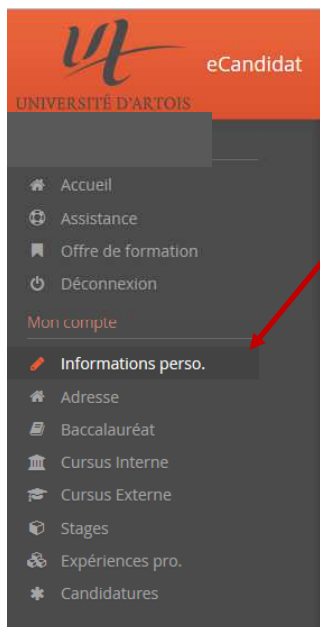 eCandidat
UNIVERSITÉ D'ARTOIS
Accueil
Assistance
Offre de formation
Déconnexion
Mon compte
Informations perso.
Adresse
Baccalauréat
Cursus Interne
Cursus Externe
Stages
Expériences pro.
Candidatures